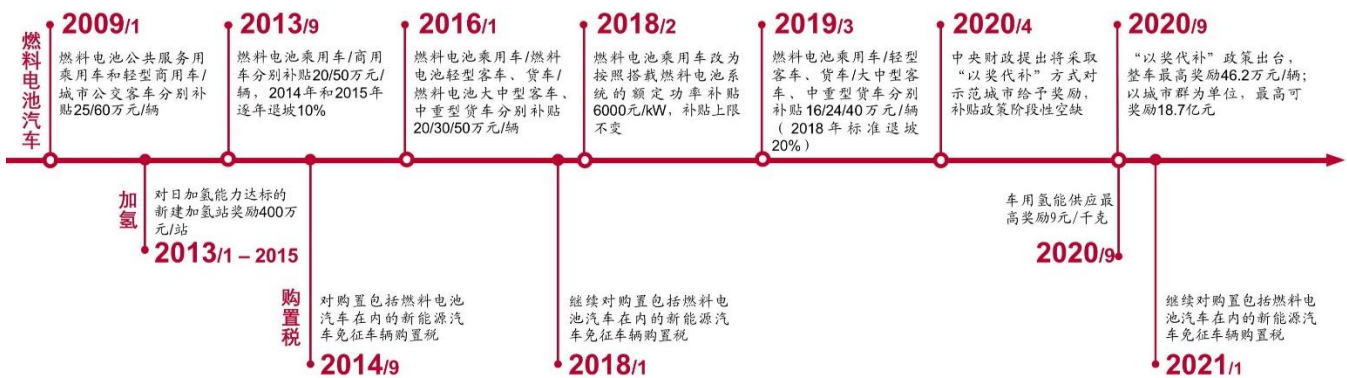 燃料电池汽车
2009/1
燃料电池公共服务用
乘用车和轻型商用车/
城市公交客车分别补
贴25/60万元/辆
2013/9
燃料电池乘用车/商用
车分别补贴20/50万元/
辆，2014年和2015年
逐年退坡10%
2016/1
燃料电池乘用车/燃料
电池轻型客车、货车/
燃料电池大中型客车、
中重型货车分别补贴
20/30/50万元/辆
2018/2
燃料电池乘用车改为
按照搭载燃料电池系
统的额定功率补贴
6000元/kW，补贴上限
不变
2019/3
燃料电池乘用车/轻型
客车、货车/大中型客
车、中重型货车分别
补贴16/24/40万元/辆
（2018年标准退坡
20%）
2020/4
中央财政提出将采取
“以奖代补”方式对
示范城市给予奖励，
补贴政策阶段性空缺
2020/9
“以奖代补”政策出台，
整车最高奖励46.2万元/辆；
以城市群为单位，最高可
奖励18.7亿元
加氢
对日加氢能力达标的
新建加氢站奖励400万
元/站
2013/1 – 2015
车用氢能供应最
高奖励9元/千克
2020/9
购置税
对购置包括燃料电池
汽车在内的新能源汽
车免征车辆购置税
2014/9
继续对购置包括燃料电
池汽车在内的新能源汽
车免征车辆购置税
2018/1
继续对购置包括燃料电
池汽车在内的新能源汽
车免征车辆购置税
2021/1